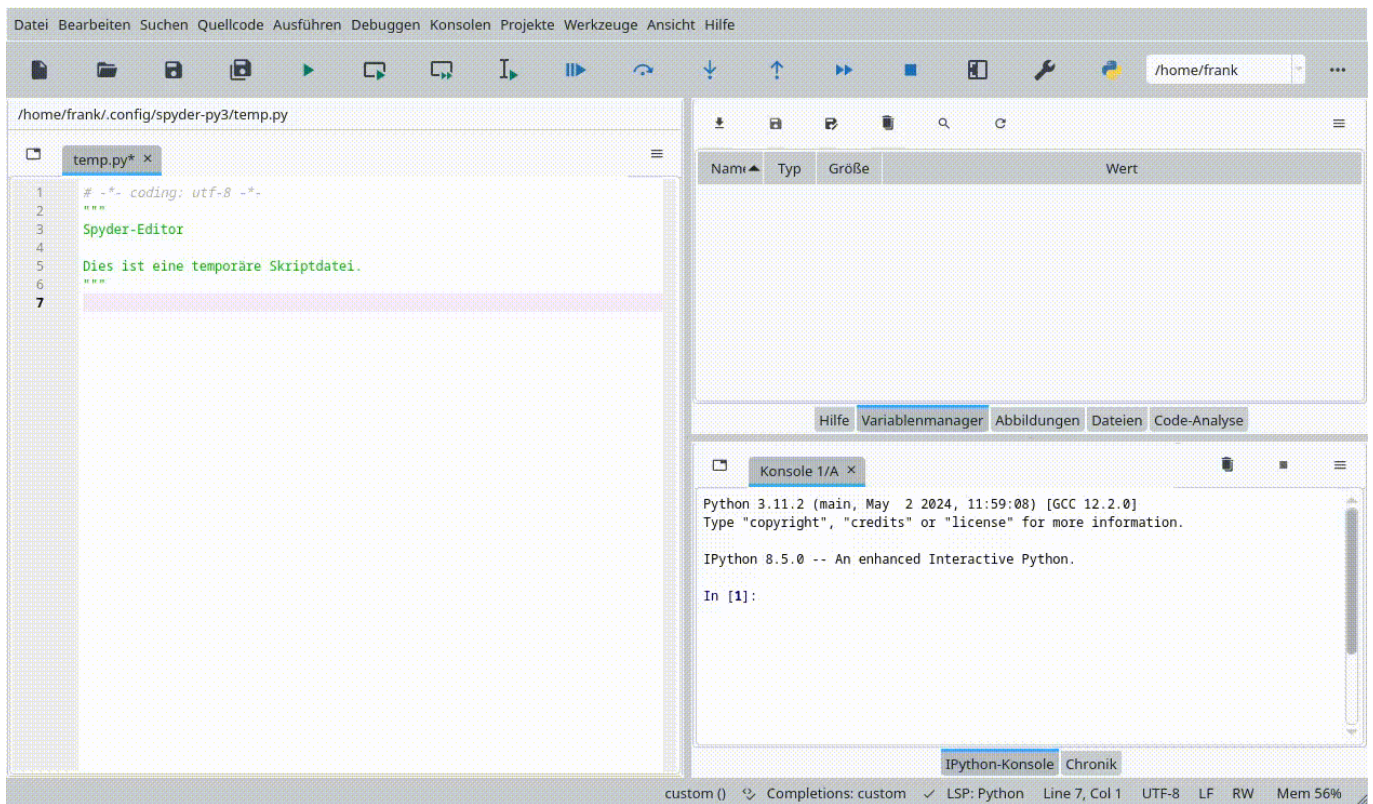 Datei Bearbeiten Suchen Quellcode Ausführen Debuggen Konsolen Projekte Werkzeuge Ansicht Hilfe
/home/frank
/home/frank/.config/spyder-py3/temp.py
temp.py*
1 # -*- coding: utf-8 -*-
2 """
3 Spyder-Editor
4
5 Dies ist eine temporäre Skriptdatei.
6 """
7
Name Typ Größe Wert
Hilfe Variablenmanager Abbildungen Dateien Code-Analyse
Konsole 1/A
Python 3.11.2 (main, May  2 2024, 11:59:08) [GCC 12.2.0]
Type "copyright", "credits" or "license" for more information.
IPython 8.5.0 -- An enhanced Interactive Python.
In [1]:
IPython-Konsole Chronik
custom () Completions: custom LSP: Python Line 7, Col 1 UTF-8 LF RW Mem 56%